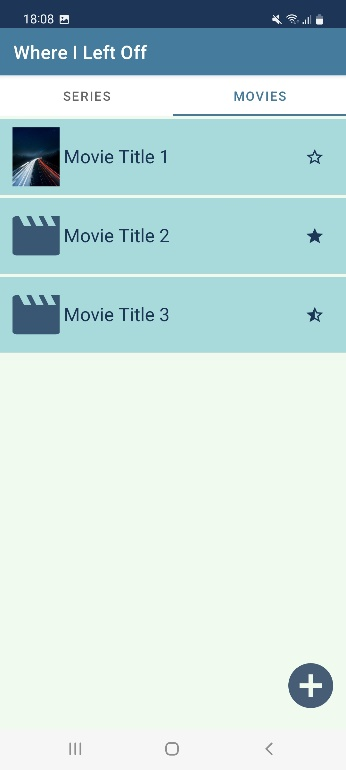 18:08
Where I Left Off
SERIES
MOVIES
Movie Title 1
Movie Title 2
Movie Title 3